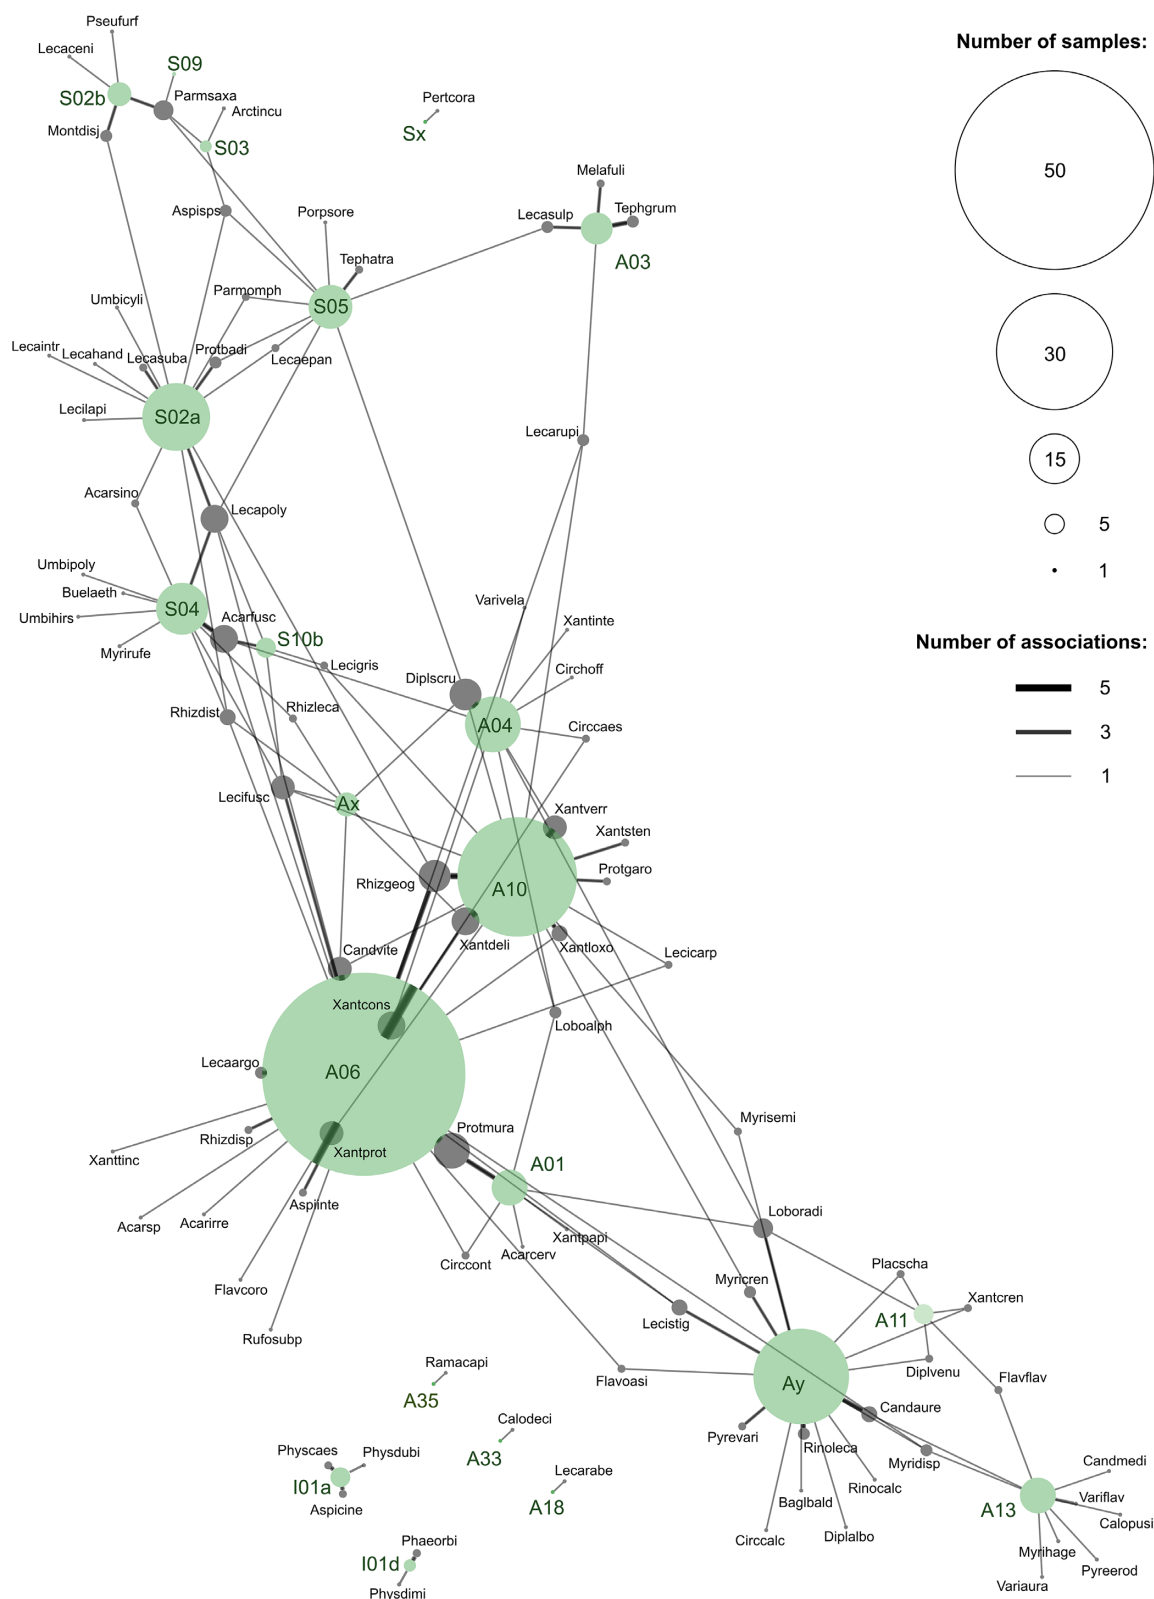 Pseufurf
Number of samples:
Lecaceni
S09
S02b
Parmsaxa
Pertcora
Arctincu
Montdisj
Sx
S03
50
Melafuli
Aspisps
Porpsore
Lecasulp
Tephgrum
A03
Tephatra
Parmomph
Umbicyli
S05
Lecaintr
Lecahand
Lecasuba
Protbadi
Lecaepan
30
Lecilapi
S02a
Lecarupi
15
Acarsino
Lecapoly
5
Umbipoly
1
Buelaeth
Umbihirs
S04
Acarfusc
Varivela
Xantinte
S10b
Number of associations:
Myrirufe
Lecigris
Diplscru
Circhoff
5
Rhizdist
Rhizleca
A04
Circcaes
3
1
Lecifusc
Ax
Xantverr
Xantsten
Protgaro
Rhizgeog
A10
Xantdeli
Xantloxo
Candvite
Lecicarp
Xantcons
Loboalph
Lecaargo
A06
Myrisemi
Rhizdisp
Protmura
Xanttinc
Xantprot
A01
Aspiinte
Loboradi
Acarsp
Acarirre
Xantpapi
Acarcerv
Circcont
Placscha
Flavcoro
Myricren
Xantcren
A11
Rufosubp
Lecistig
Ramacapi
Flavoasi
Diplvenu
Flavflav
Ay
A35
Calodeci
Candaure
Pyrevari
Rinoleca
Physcaes
Physdubi
A33
Myridisp
Candmedi
Lecarabe
I01a
Rinocalc
Aspicine
A18
Baglbald
Variflav
A13
Calopusi
Circcalc
Diplalbo
Phaeorbi
Myrihage
I01d
Pyreerod
Physdimi
Variaura